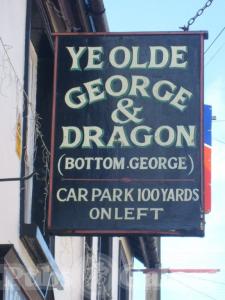 YE OLDE
GEORGE
&
DRAGON
(BOTTOM.GEORGE)
CAR PARK 100 YARDS
ON LEFT